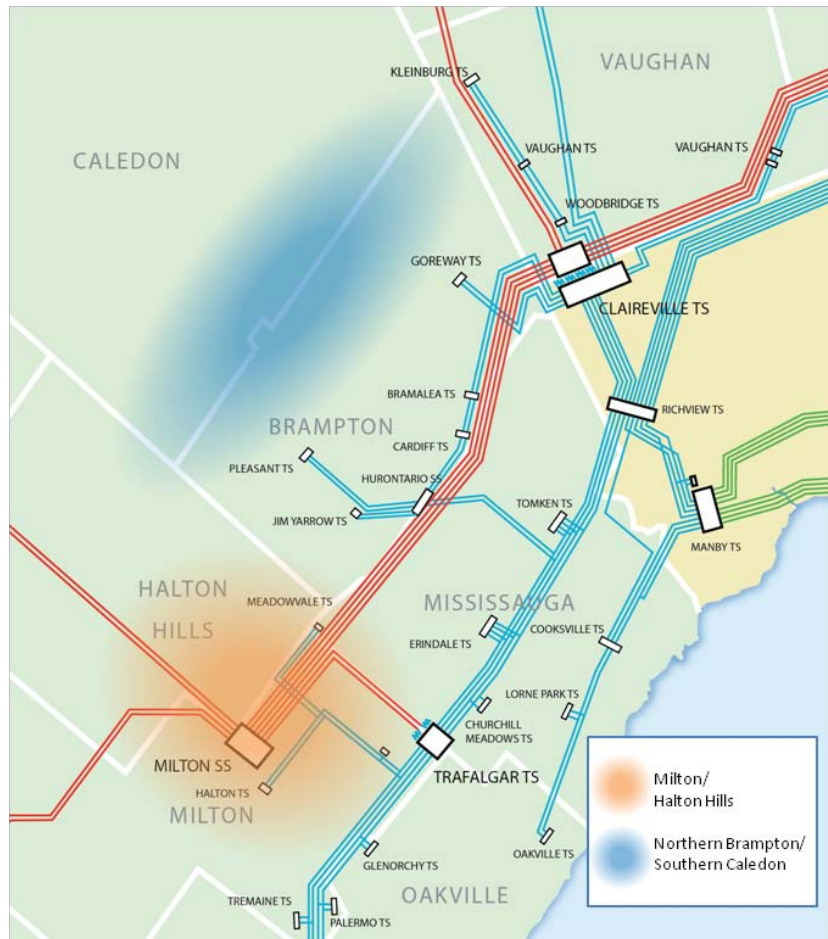 VAUGHAN
KLEINBURG TS
VAUGHAN TS
VAUGHAN TS
CALEDON
WOODBRIDGE TS
GOREWAY TS
CLAIREVILLE TS
BRAMALEA TS
RICHVIEW TS
BRAMPTON
CARDIFF TS
PLEASANT TS
HURONTARIO SS
TOMKEN TS
JIM YARROW TS
MANBY TS
HALTON
HILLS
MEADOWVALE TS
MISSISSAUGA
COOKSVILLE TS
ERINDALE TS
LORNE PARK TS
CHURCHILL
MEADOWS TS
MILTON SS
TRAFALGAR TS
HALTON TS
MILTON
OAKVILLE TS
GLENORCHY TS
OAKVILLE
TREMAINE TS
PALERMO TS
Milton/
Halton Hills
Northern Brampton/
Southern Caledon